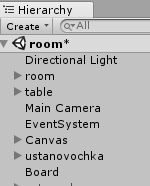 Hierarchy
Create All
room*
Directional Light
room
table
Main Camera
EventSystem
Canvas
ustanovochka
Board